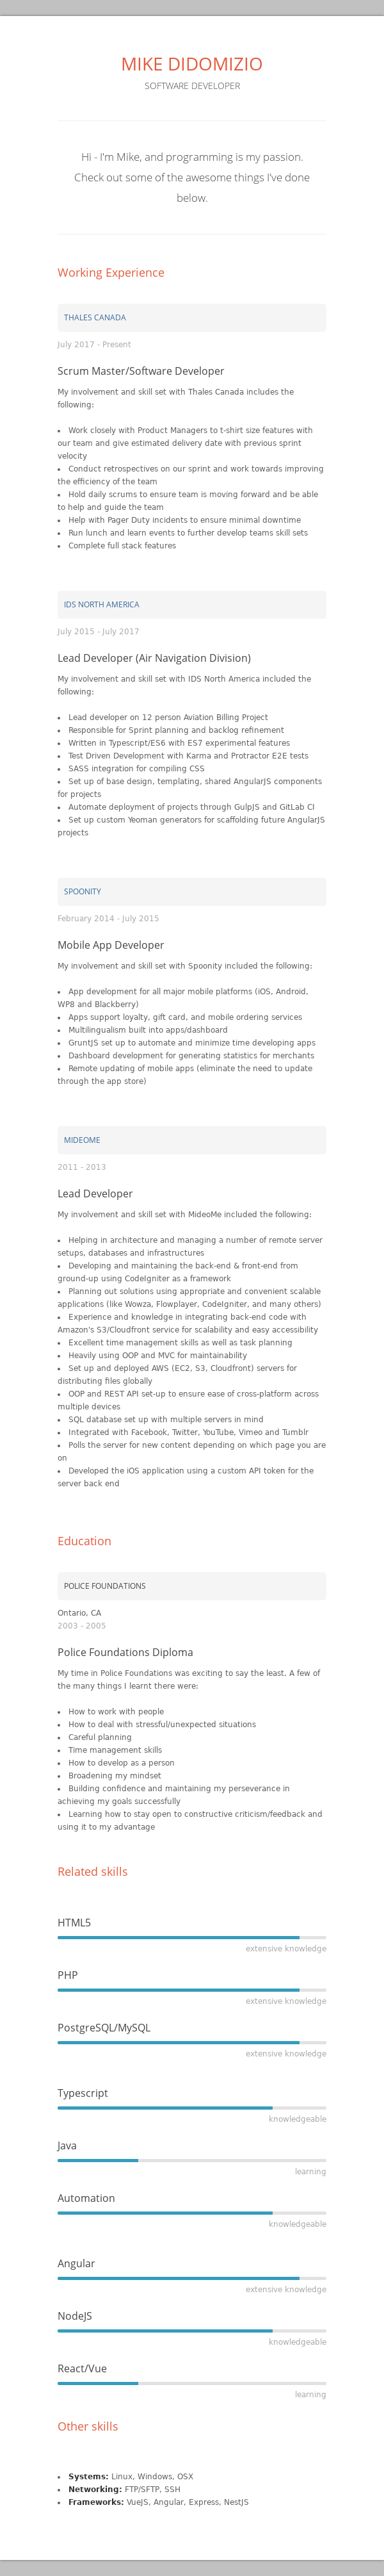 MIKE DIDOMIZIO
SOFTWARE DEVELOPER
Hi - I'm Mike, and programming is my passion.
Check out some of the awesome things I've done
below.
Working Experience
THALES CANADA
July 2017 - Present
Scrum Master/Software Developer
My involvement and skill set with Thales Canada includes the
following:
• Work closely with Product Managers to t-shirt size features with
our team and give estimated delivery date with previous sprint
velocity
• Conduct retrospectives on our sprint and work towards improving
the efficiency of the team
• Hold daily scrums to ensure team is moving forward and be able
to help and guide the team
• Help with Pager Duty incidents to ensure minimal downtime
• Run lunch and learn events to further develop teams skill sets
• Complete full stack features
IDS NORTH AMERICA
July 2015 - July 2017
Lead Developer (Air Navigation Division)
My involvement and skill set with IDS North America included the
following:
• Lead developer on 12 person Aviation Billing Project
• Responsible for Sprint planning and backlog refinement
• Written in Typescript/ES6 with ES7 experimental features
• Test Driven Development with Karma and Protractor E2E tests
• SASS integration for compiling CSS
• Set up of base design, templating, shared AngularJS components
for projects
• Automate deployment of projects through GulpJS and GitLab CI
• Set up custom Yeoman generators for scaffolding future AngularJS
projects
SPOONITY
February 2014 - July 2015
Mobile App Developer
My involvement and skill set with Spoonity included the following:
• App development for all major mobile platforms (iOS, Android,
WP8 and Blackberry)
• Apps support loyalty, gift card, and mobile ordering services
• Multilingualism built into apps/dashboard
• GruntJS set up to automate and minimize time developing apps
• Dashboard development for generating statistics for merchants
• Remote updating of mobile apps (eliminate the need to update
through the app store)
MIDEOME
2011 - 2013
Lead Developer
My involvement and skill set with MideoMe included the following:
• Helping in architecture and managing a number of remote server
setups, databases and infrastructures
• Developing and maintaining the back-end & front-end from
ground-up using CodeIgniter as a framework
• Planning out solutions using appropriate and convenient scalable
applications (like Wowza, Flowplayer, CodeIgniter, and many others)
• Experience and knowledge in integrating back-end code with
Amazon's S3/Cloudfront service for scalability and easy accessibility
• Excellent time management skills as well as task planning
• Heavily using OOP and MVC for maintainability
• Set up and deployed AWS (EC2, S3, Cloudfront) servers for
distributing files globally
• OOP and REST API set-up to ensure ease of cross-platform across
multiple devices
• SQL database set up with multiple servers in mind
• Integrated with Facebook, Twitter, YouTube, Vimeo and Tumblr
• Polls the server for new content depending on which page you are
on
• Developed the iOS application using a custom API token for the
server back end
Education
POLICE FOUNDATIONS
Ontario, CA
2003 - 2005
Police Foundations Diploma
My time in Police Foundations was exciting to say the least. A few of
the many things I learnt there were:
• How to work with people
• How to deal with stressful/unexpected situations
• Careful planning
• Time management skills
• How to develop as a person
• Broadening my mindset
• Building confidence and maintaining my perseverance in
achieving my goals successfully
• Learning how to stay open to constructive criticism/feedback and
using it to my advantage
Related skills
HTML5
extensive knowledge
PHP
extensive knowledge
PostgreSQL/MySQL
extensive knowledge
Typescript
knowledgeable
Java
learning
Automation
knowledgeable
Angular
extensive knowledge
NodeJS
knowledgeable
React/Vue
learning
Other skills
• Systems: Linux, Windows, OSX
• Networking: FTP/SFTP, SSH
• Frameworks: VueJS, Angular, Express, NestJS